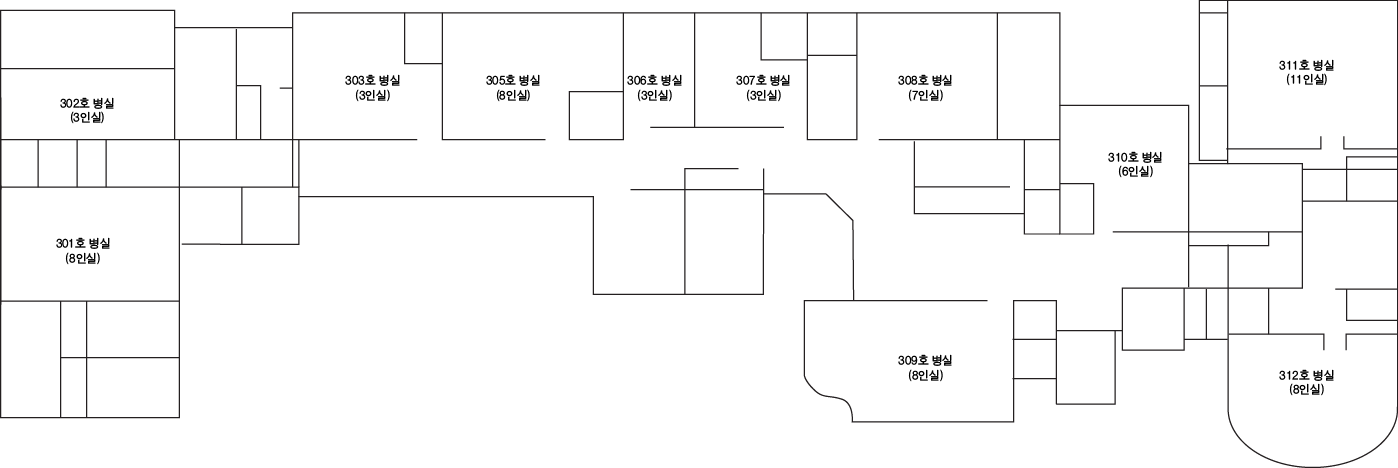 302호 병실
(3인실)
303호 병실
(3인실)
305호 병실
(8인실)
306호 병실
(3인실)
307호 병실
(3인실)
308호 병실
(7인실)
311호 병실
(11인실)
310호 병실
(6인실)
301호 병실
(8인실)
309호 병실
(8인실)
312호 병실
(8인실)